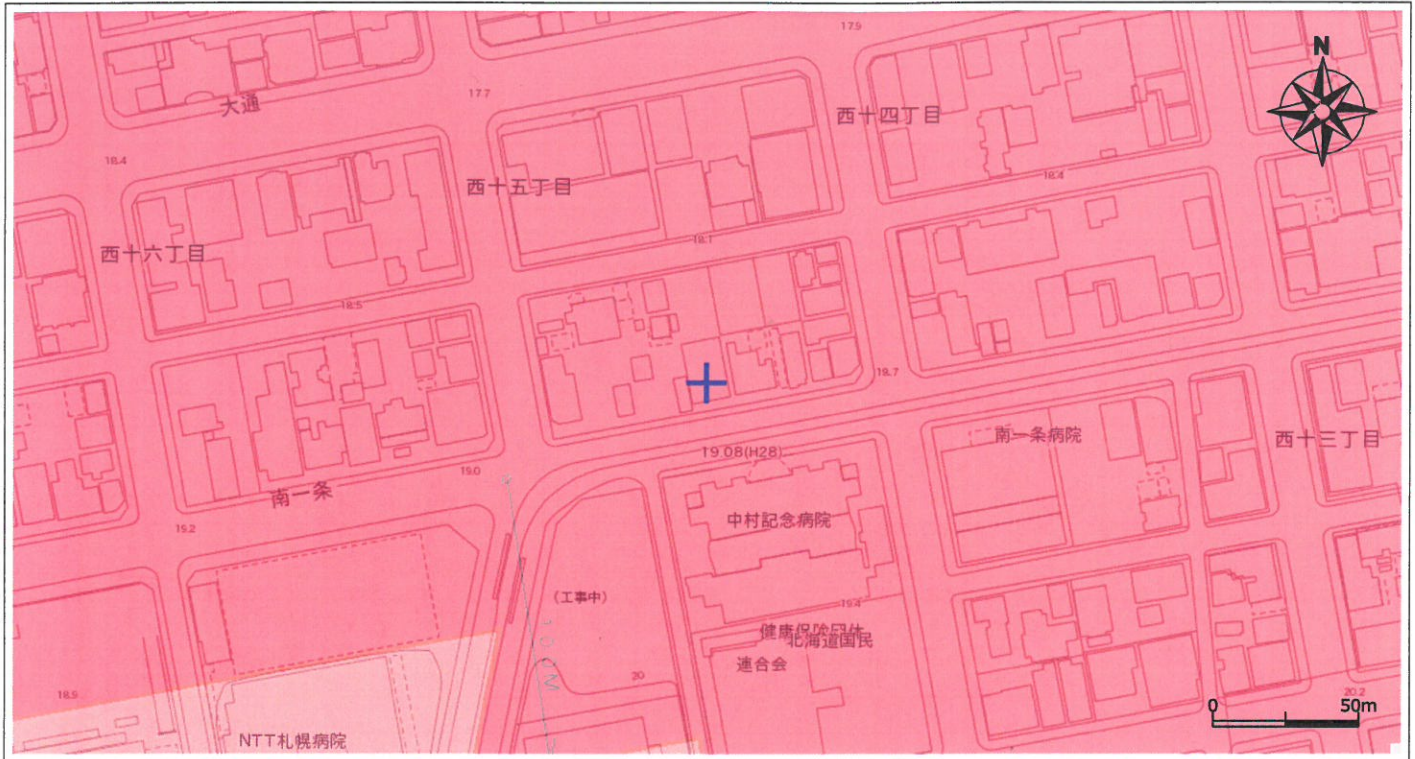 17.9
N
大通
17.7
西十四丁目
18.4
西十五丁目
18.4
西十六丁目
18.1
18.5
18.7
南一条病院
西十三丁目
19.08(H28)
19.0
南一条
中村記念病院
19.2
(工事中)
19.4
健康保険団体
北海道国民
連合会
20
18.9
20.2
0
50m
NTT札幌病院